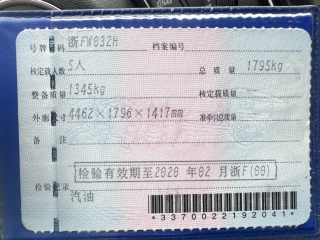 号牌号码 浙FW032H 档案编号
核定载人数 5人 总质量 1795kg
整备质量 1345kg 核定载质量
外廓尺寸 4462×1796×1417mm 准牵引总质量
备注
检验有效期至2020年02月浙F(00)
检验记录
汽油
*3370022192041*